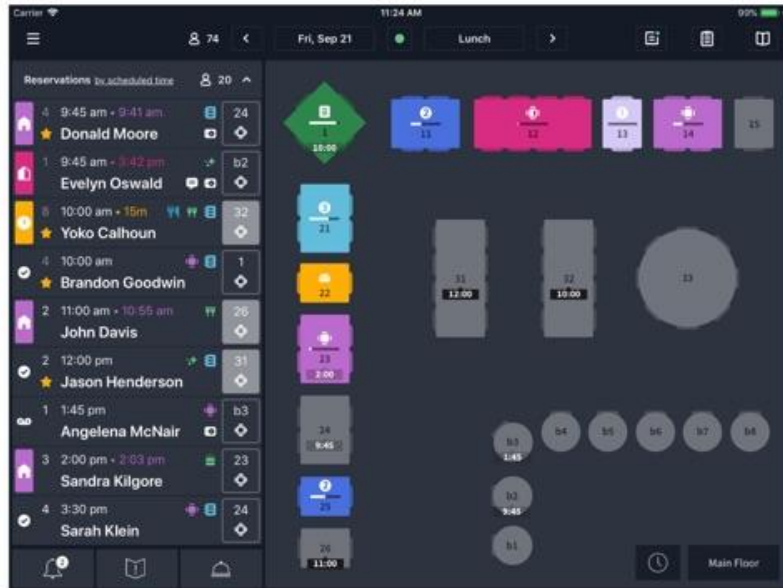 Carrier 11:24 AM 99%
74 Fri, Sep 21 Lunch
Reservations by scheduled time 20
4 9:45 am • 9:41 am 24
Donald Moore
1 9:45 am • 3:42 pm b2
Evelyn Oswald
8 10:00 am • 15m 32
Yoko Calhoun
4 10:00 am 1
Brandon Goodwin
2 11:00 am • 10:55 am 26
John Davis
2 12:00 pm 31
Jason Henderson
1 1:45 pm b3
Angelena McNair
3 2:00 pm • 2:03 pm 23
Sandra Kilgore
4 3:30 pm 24
Sarah Klein
2
1
10:00
2
11
12
1
13
14
15
3
21
22
23
2:00
24
9:45
2
25
26
11:00
31
12:00
32
10:00
33
b3
1:45
b4 b5 b6 b7 b8
b2
9:45
b1
Main Floor